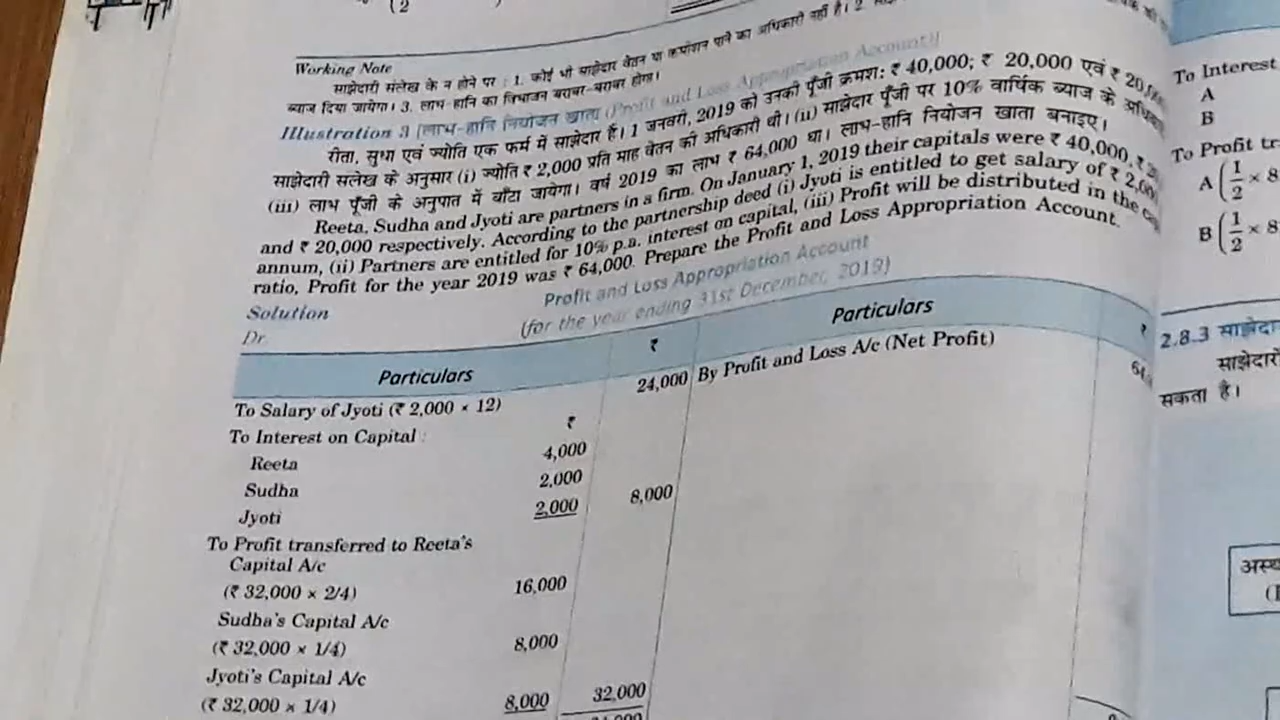 Working Note
साझेदारी संलेख के न होने पर : 1. कोई भी साझेदार वेतन या कमीशन पाने का अधिकारी नहीं है। 2.
ब्याज दिया जायेगा। 3. लाभ-हानि का विभाजन बराबर-बराबर होगा।
Illustration 3 (लाभ-हानि नियोजन खाता (Profit and Loss Appropriation Account)]
रीता, सुधा एवं ज्योति एक फर्म में साझेदार हैं। 1 जनवरी, 2019 को उनकी पूँजी क्रमश: ₹ 40,000; ₹ 20,000 एवं ₹
साझेदारी सलेख के अनुसार (i) ज्योति ₹ 2,000 प्रति माह वेतन की अधिकारी थी। (ii) साझेदार पूँजी पर 10% वार्षिक ब्याज के
(iii) लाभ पूँजी के अनुपात में बाँटा जायेगा। वर्ष 2019 का लाभ ₹ 64,000 था। लाभ-हानि नियोजन खाता बनाइए।
Reeta, Sudha and Jyoti are partners in a firm. On January 1, 2019 their capitals were ₹ 40,000, ₹
and ₹ 20,000 respectively. According to the partnership deed (i) Jyoti is entitled to get salary of ₹
annum, (ii) Partners are entitled for 10% p.a. interest on capital, (iii) Profit will be distributed in the
ratio, Profit for the year 2019 was ₹ 64,000. Prepare the Profit and Loss Appropriation Account.
Solution
Profit and Loss Appropriation Account
(for the year ending 31st December, 2019)
Dr.
Particulars ₹ Particulars ₹
To Salary of Jyoti (₹ 2,000 × 12) 24,000 By Profit and Loss A/c (Net Profit)
To Interest on Capital : ₹
Reeta 4,000
Sudha 2,000
Jyoti 2,000 8,000
To Profit transferred to Reeta's
Capital A/c
(₹ 32,000 × 2/4) 16,000
Sudha's Capital A/c
(₹ 32,000 × 1/4) 8,000
Jyoti's Capital A/c
(₹ 32,000 × 1/4) 8,000 32,000
To Interest
A
B
To Profit
A (1/2 × 8
B (1/2 × 8
2.8.3
सकता है।